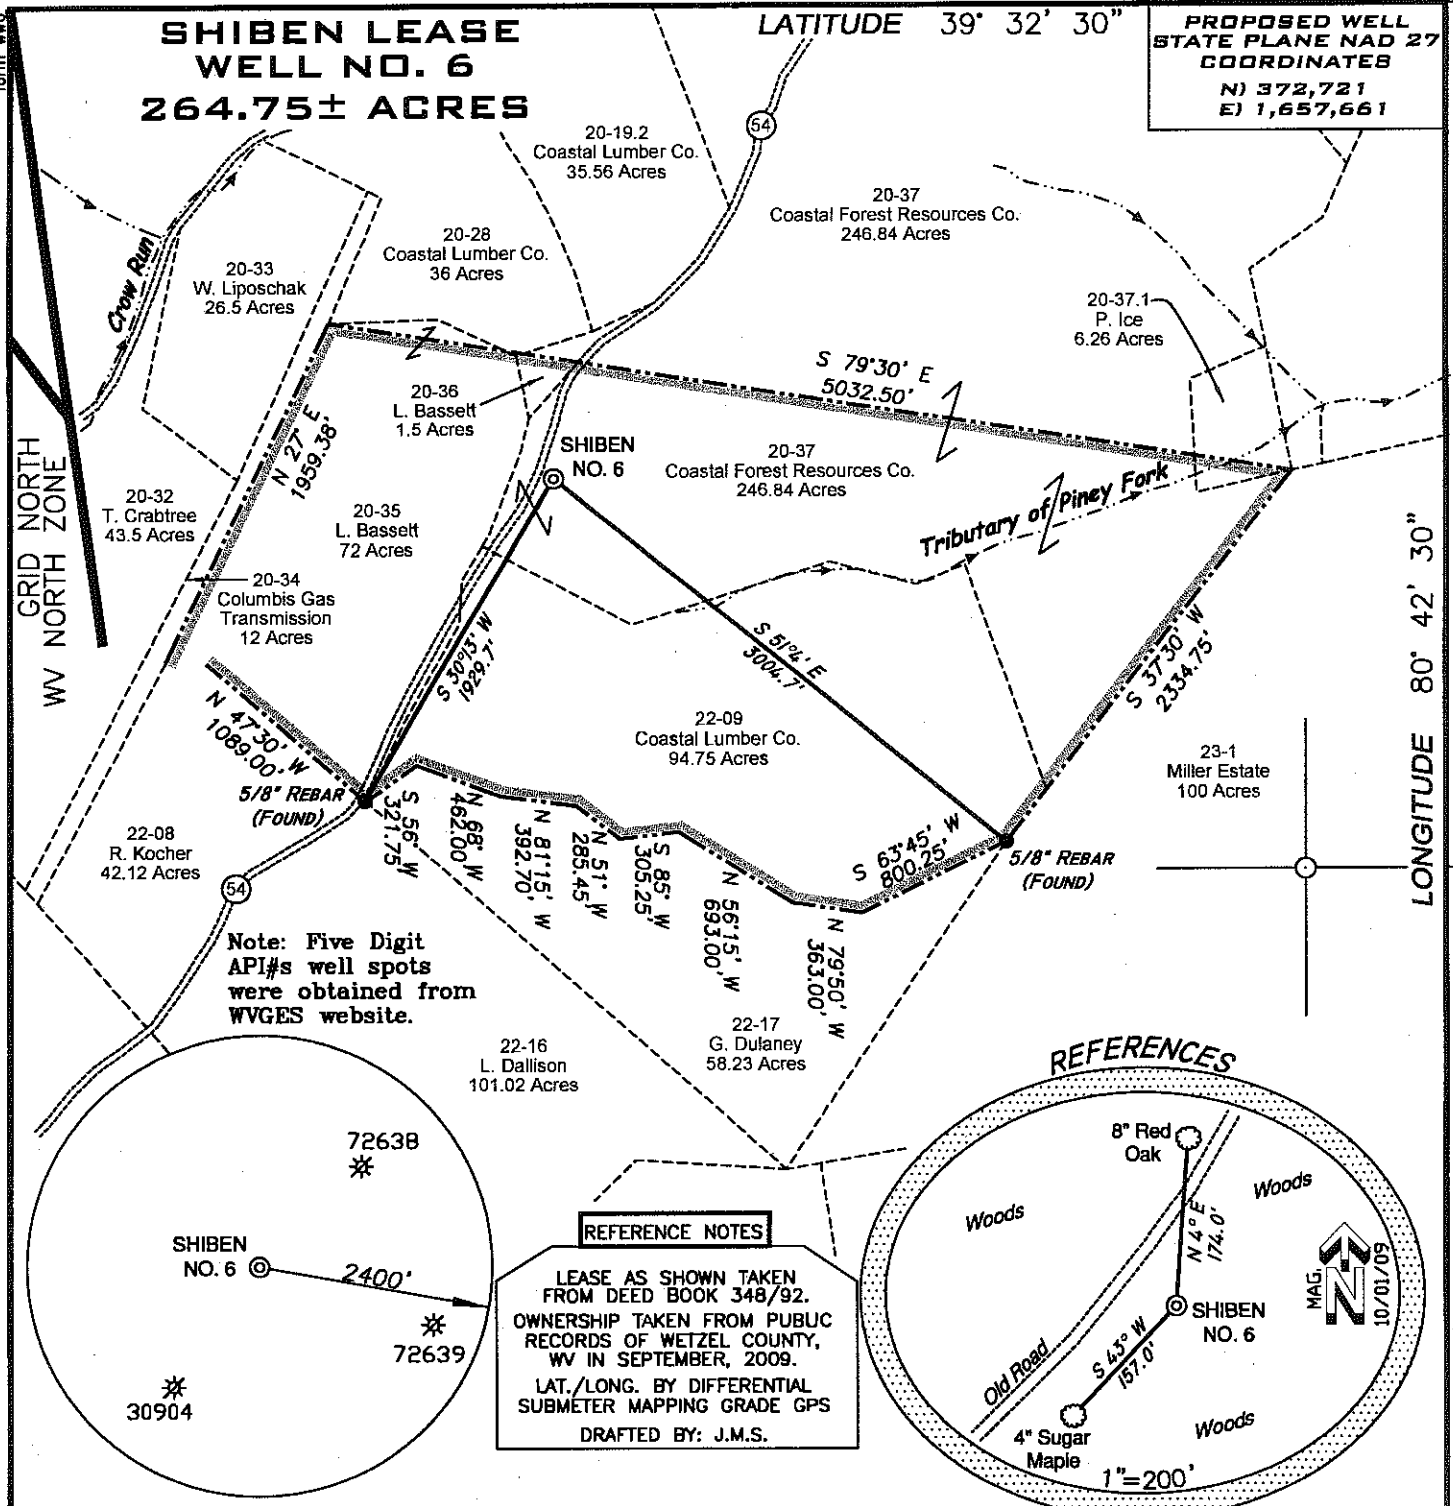 SHIBEN LEASE
WELL NO. 6
264.75± ACRES
LATITUDE 39° 32' 30"
PROPOSED WELL
STATE PLANE NAD 27
COORDINATES
N) 372,721
E) 1,657,661
54
20-19.2
Coastal Lumber Co.
35.56 Acres
20-37
Coastal Forest Resources Co.
246.84 Acres
20-28
Coastal Lumber Co.
36 Acres
Crow Run
20-33
W. Liposchak
26.5 Acres
20-37.1
P. Ice
6.26 Acres
S 79°30' E
5032.50'
20-36
L. Bassett
1.5 Acres
SHIBEN
NO. 6
20-37
Coastal Forest Resources Co.
246.84 Acres
N 27° E
1959.38'
GRID NORTH
WV NORTH ZONE
20-32
T. Crabtree
43.5 Acres
20-35
L. Bassett
72 Acres
Tributary of Piney Fork
20-34
Columbis Gas
Transmission
12 Acres
S 30°13' W
1929.7'
S 51°4' E
3004.7'
S 37°30' W
2334.75'
LONGITUDE 80° 42' 30"
N 47°30' W
1089.00'
22-09
Coastal Lumber Co.
94.75 Acres
23-1
Miller Estate
100 Acres
5/8" REBAR
(FOUND)
22-08
R. Kocher
42.12 Acres
S 56° W
321.75'
N 68° W
462.00'
N 81°15' W
392.70'
N 51° W
285.45'
S 85° W
305.25'
N 56°15' W
693.00'
N 79°50' W
363.00'
S 63°45' W
800.25'
5/8" REBAR
(FOUND)
54
Note: Five Digit
API#s well spots
were obtained from
WVGES website.
22-16
L. Dallison
101.02 Acres
22-17
G. Dulaney
58.23 Acres
72638
SHIBEN
NO. 6
2400'
72639
30904
REFERENCE NOTES
LEASE AS SHOWN TAKEN
FROM DEED BOOK 348/92.
OWNERSHIP TAKEN FROM PUBUC
RECORDS OF WETZEL COUNTY,
WV IN SEPTEMBER, 2009.
LAT./LONG. BY DIFFERENTIAL
SUBMETER MAPPING GRADE GPS
DRAFTED BY: J.M.S.
REFERENCES
8" Red
Oak
Woods
Woods
N 4° E
174.0'
MAG.
N
10/01/09
SHIBEN
NO. 6
S 43° W
157.0'
Old Road
4" Sugar
Maple
Woods
1"=200'